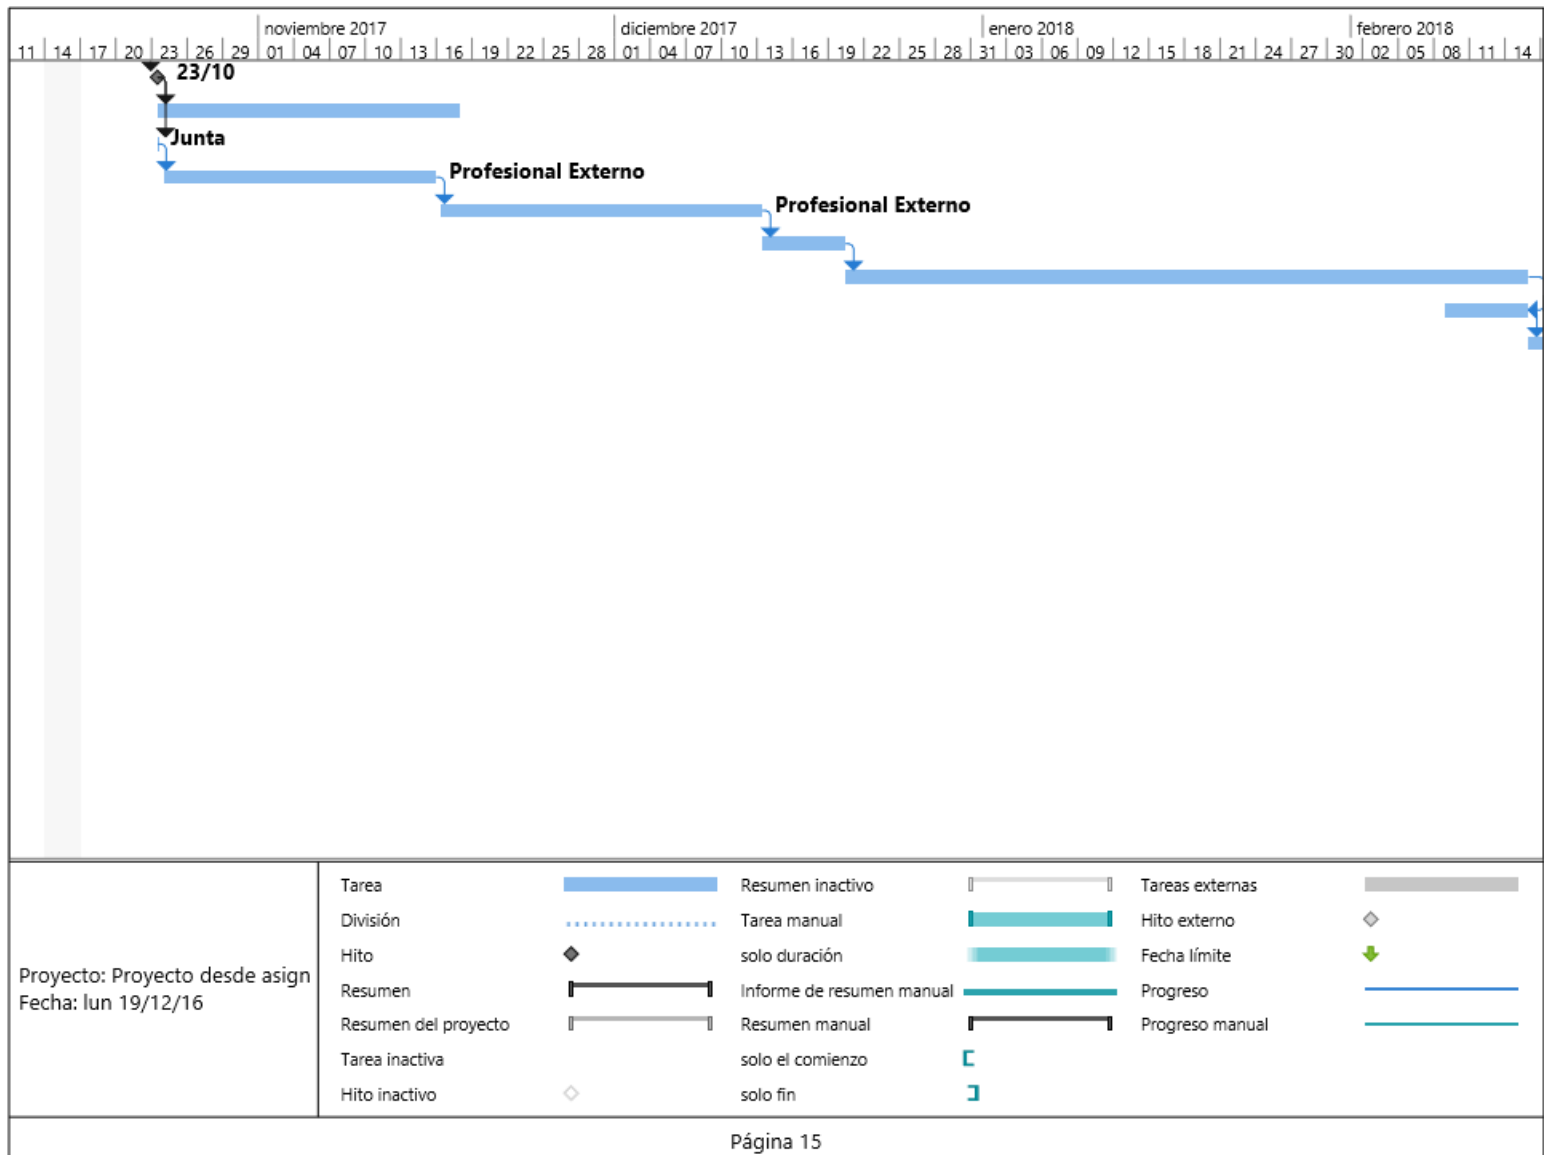 noviembre 2017 diciembre 2017 enero 2018 febrero 2018
11 14 17 20 23 26 29 01 04 07 10 13 16 19 22 25 28 01 04 07 10 13 16 19 22 25 28 31 03 06 09 12 15 18 21 24 27 30 02 05 08 11 14
23/10
Junta
Profesional Externo
Profesional Externo
Proyecto: Proyecto desde asign
Fecha: lun 19/12/16
Tarea
División
Hito
Resumen
Resumen del proyecto
Tarea inactiva
Hito inactivo
Resumen inactivo
Tarea manual
solo duración
Informe de resumen manual
Resumen manual
solo el comienzo
solo fin
Tareas externas
Hito externo
Fecha límite
Progreso
Progreso manual
Página 15